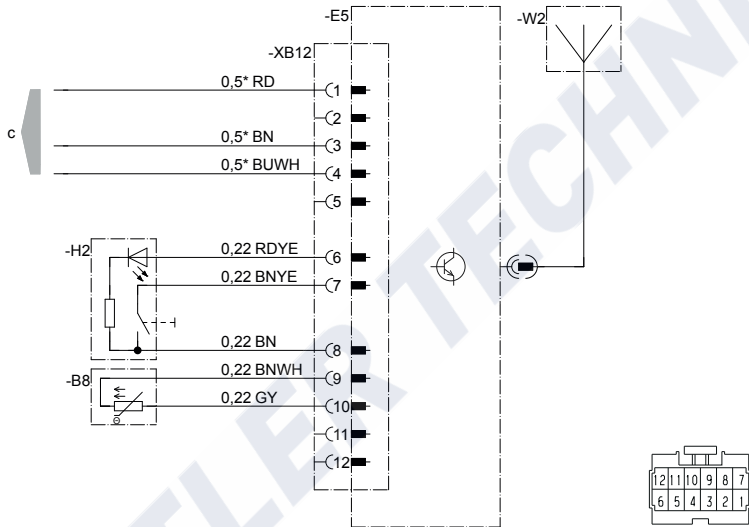 -E5
-W2
-XB12
0,5* RD
1
2
c
0,5* BN
3
0,5* BUWH
4
5
-H2
0,22 RDYE
6
0,22 BNYE
7
0,22 BN
8
-B8
0,22 BNWH
9
0,22 GY
10
11
12
12 11 10 9 8 7
6 5 4 3 2 1
TLER TECHNI